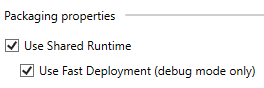 Packaging properties
Use Shared Runtime
Use Fast Deployment (debug mode only)